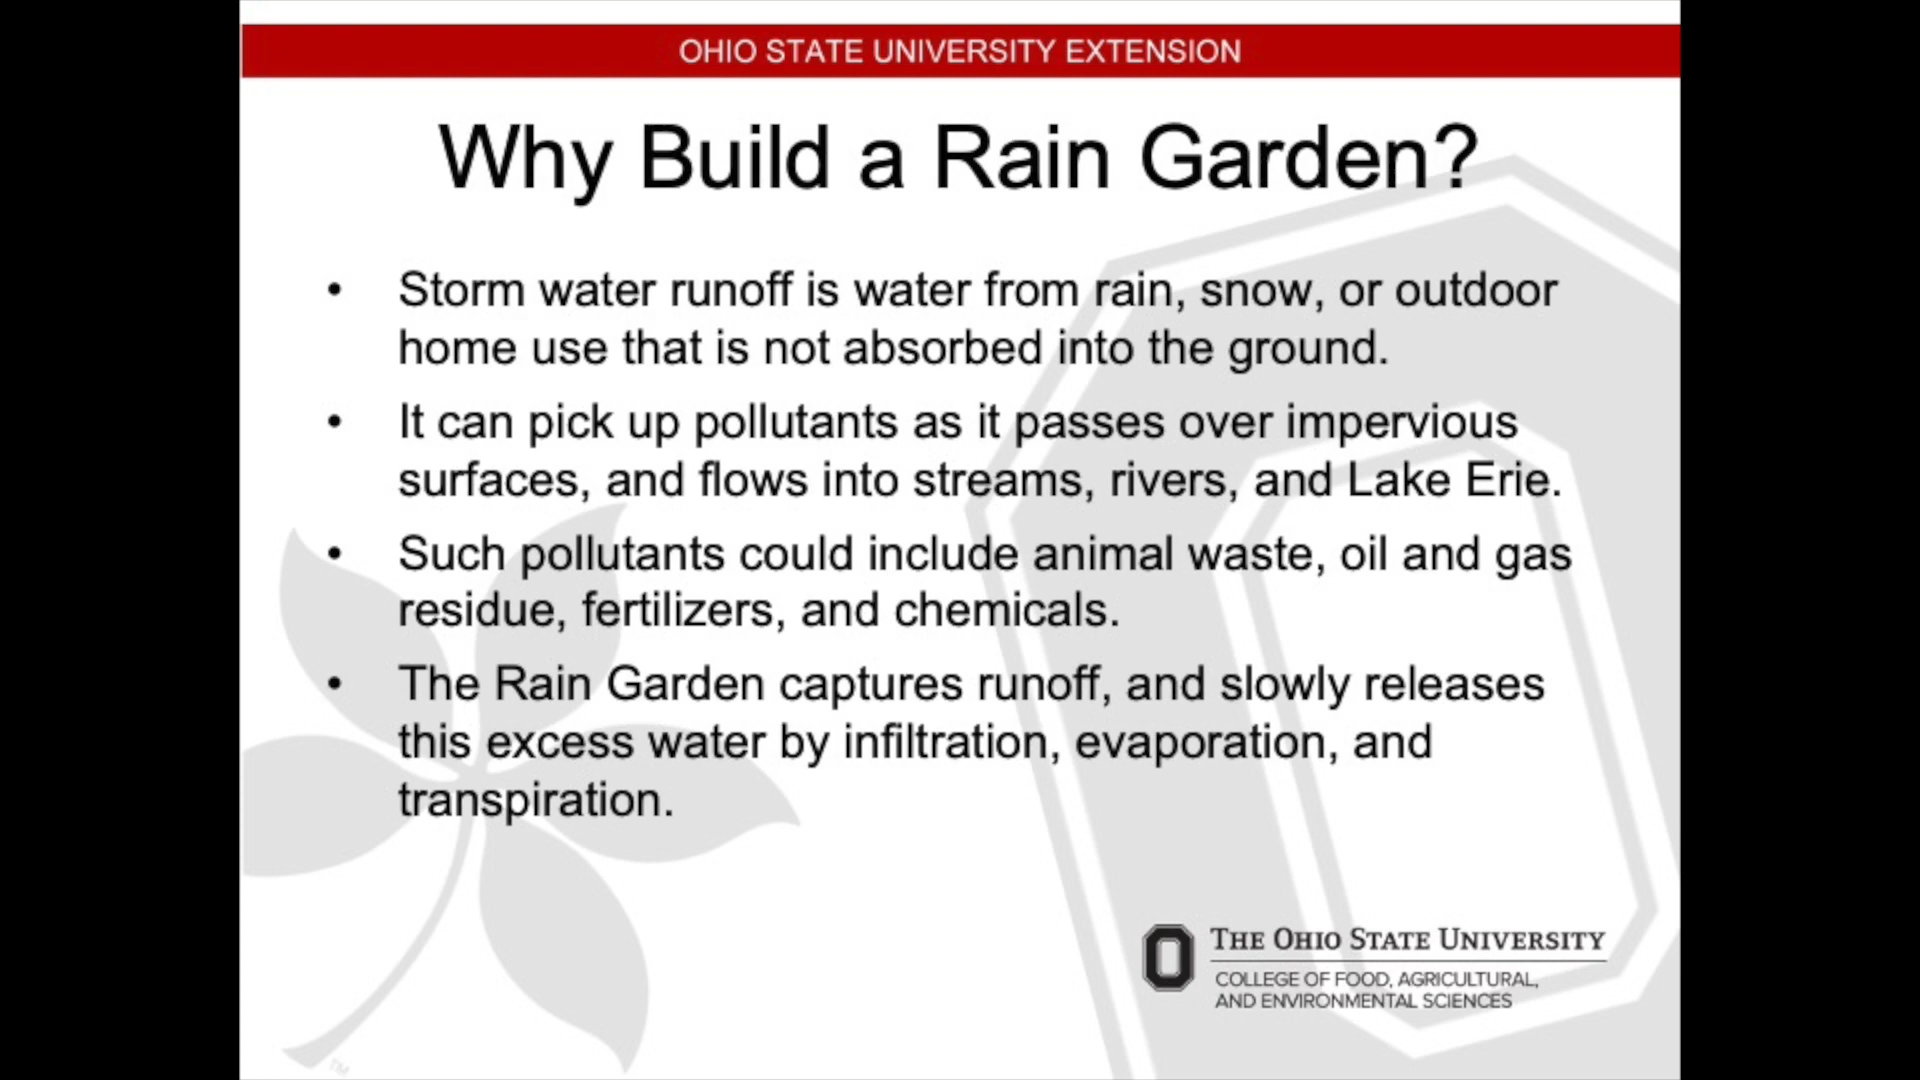 OHIO STATE UNIVERSITY EXTENSION
Why Build a Rain Garden?
• Storm water runoff is water from rain, snow, or outdoor
home use that is not absorbed into the ground.
• It can pick up pollutants as it passes over impervious
surfaces, and flows into streams, rivers, and Lake Erie.
• Such pollutants could include animal waste, oil and gas
residue, fertilizers, and chemicals.
• The Rain Garden captures runoff, and slowly releases
this excess water by infiltration, evaporation, and
transpiration.
THE OHIO STATE UNIVERSITY
COLLEGE OF FOOD, AGRICULTURAL,
AND ENVIRONMENTAL SCIENCES
TM